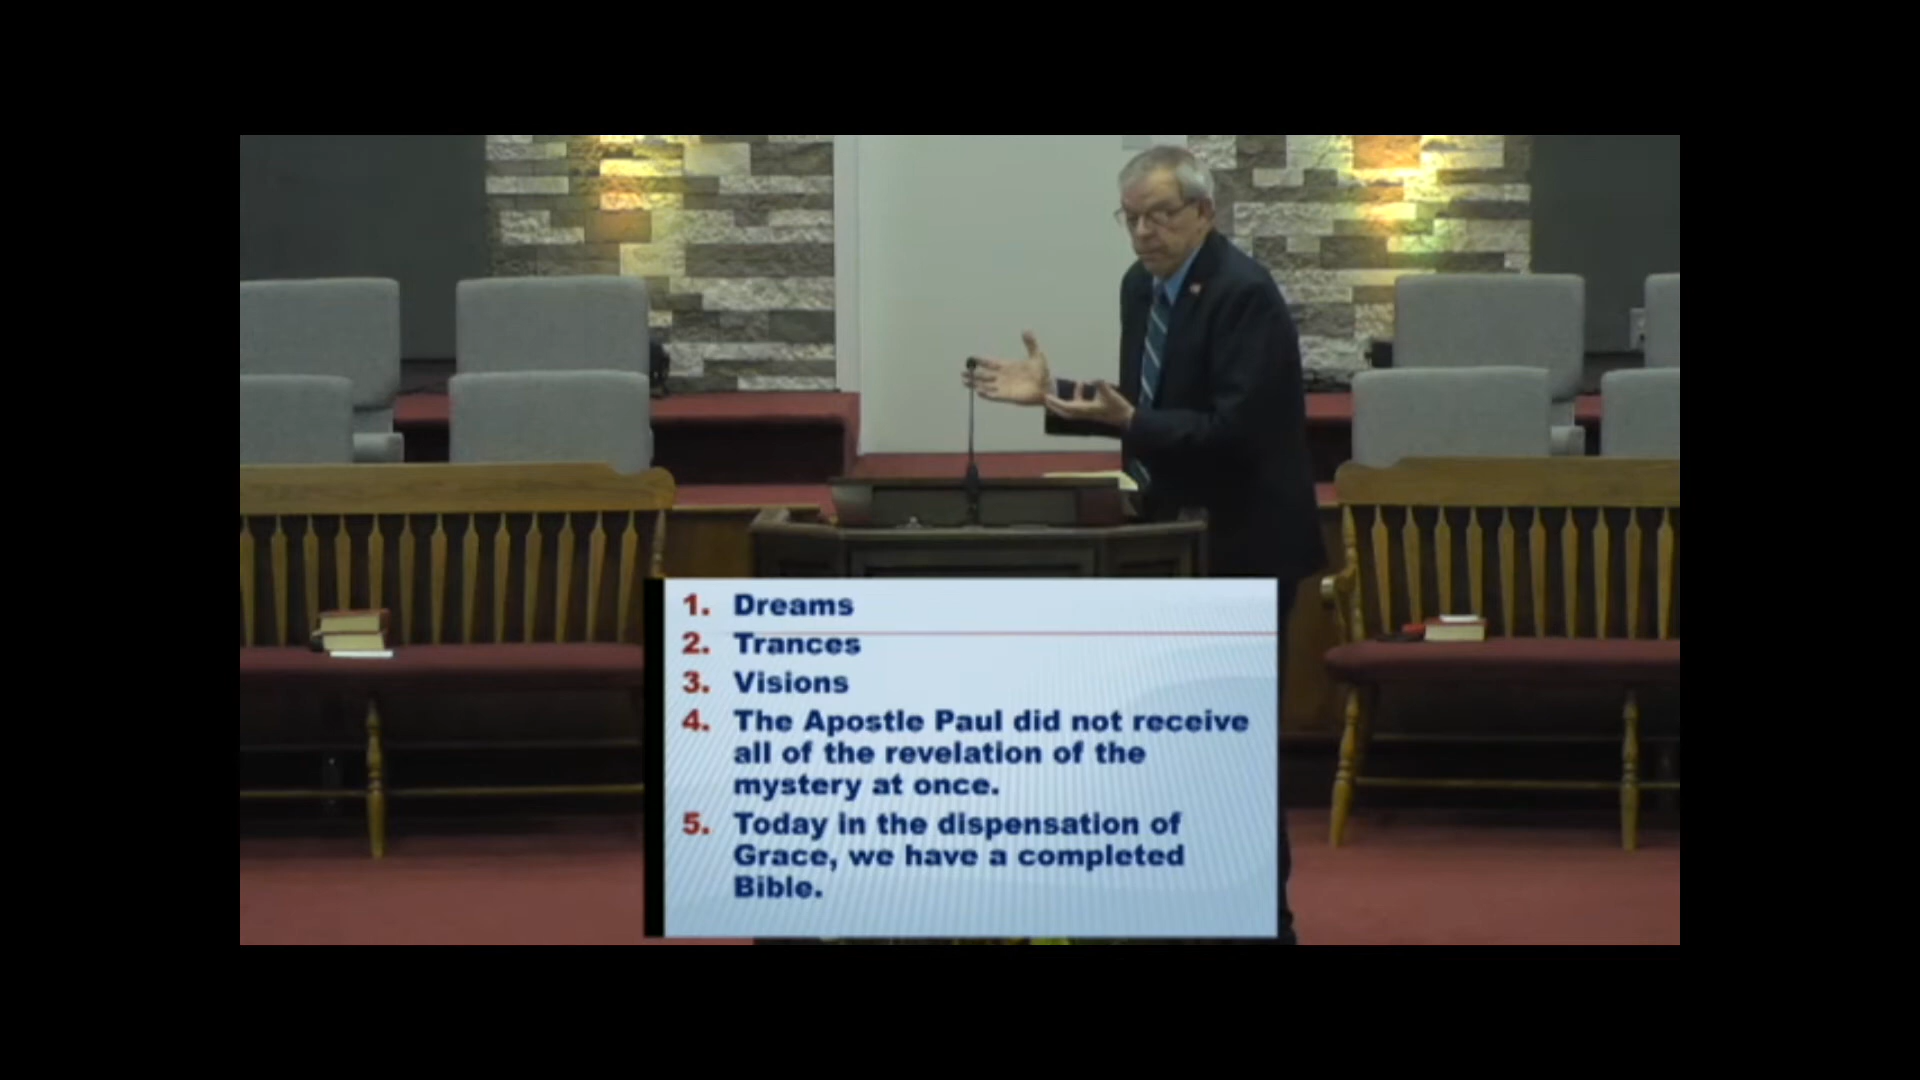 1. Dreams
2. Trances
3. Visions
4. The Apostle Paul did not receive
all of the revelation of the
mystery at once.
5. Today in the dispensation of
Grace, we have a completed
Bible.